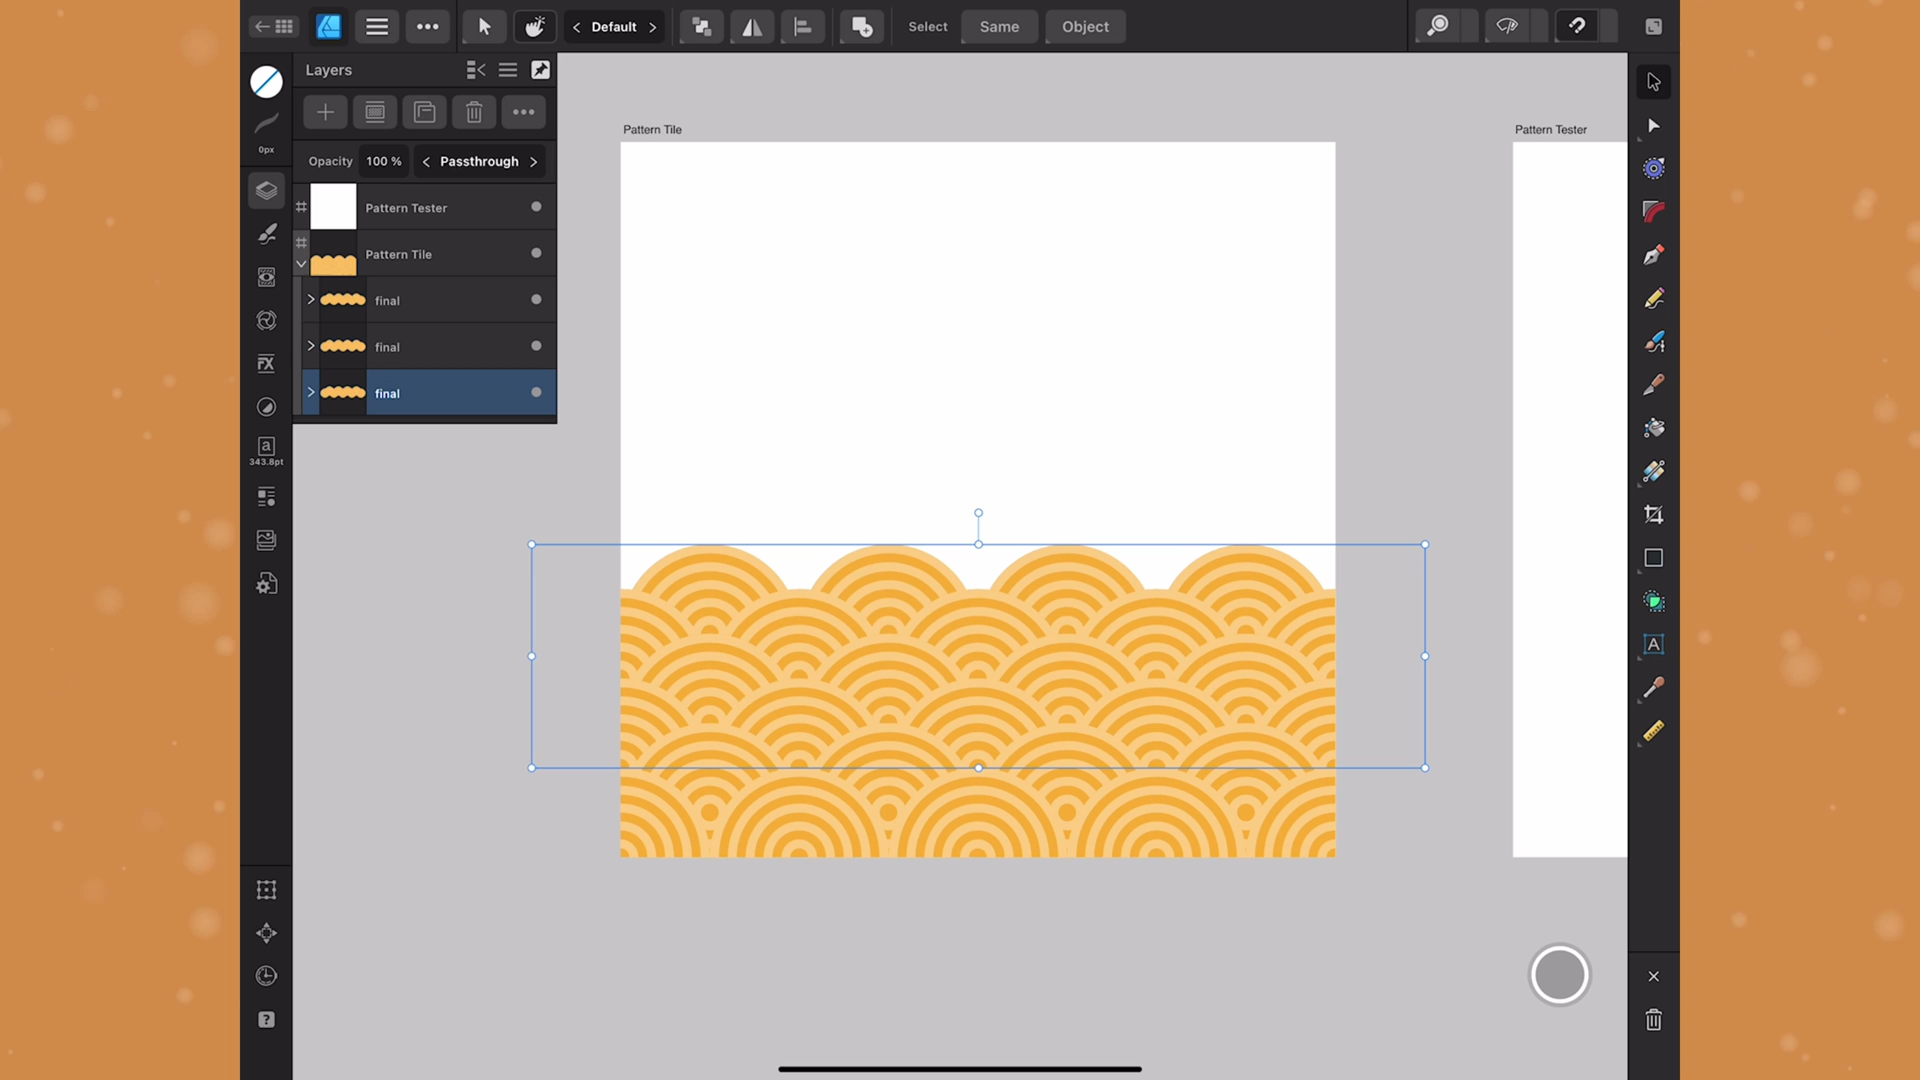 Default
Select
Same
Object
Layers
Opacity
100 %
Passthrough
0px
Pattern Tester
Pattern Tile
final
final
final
a
343.8pt
FX
Pattern Tile
Pattern Tester
A
?